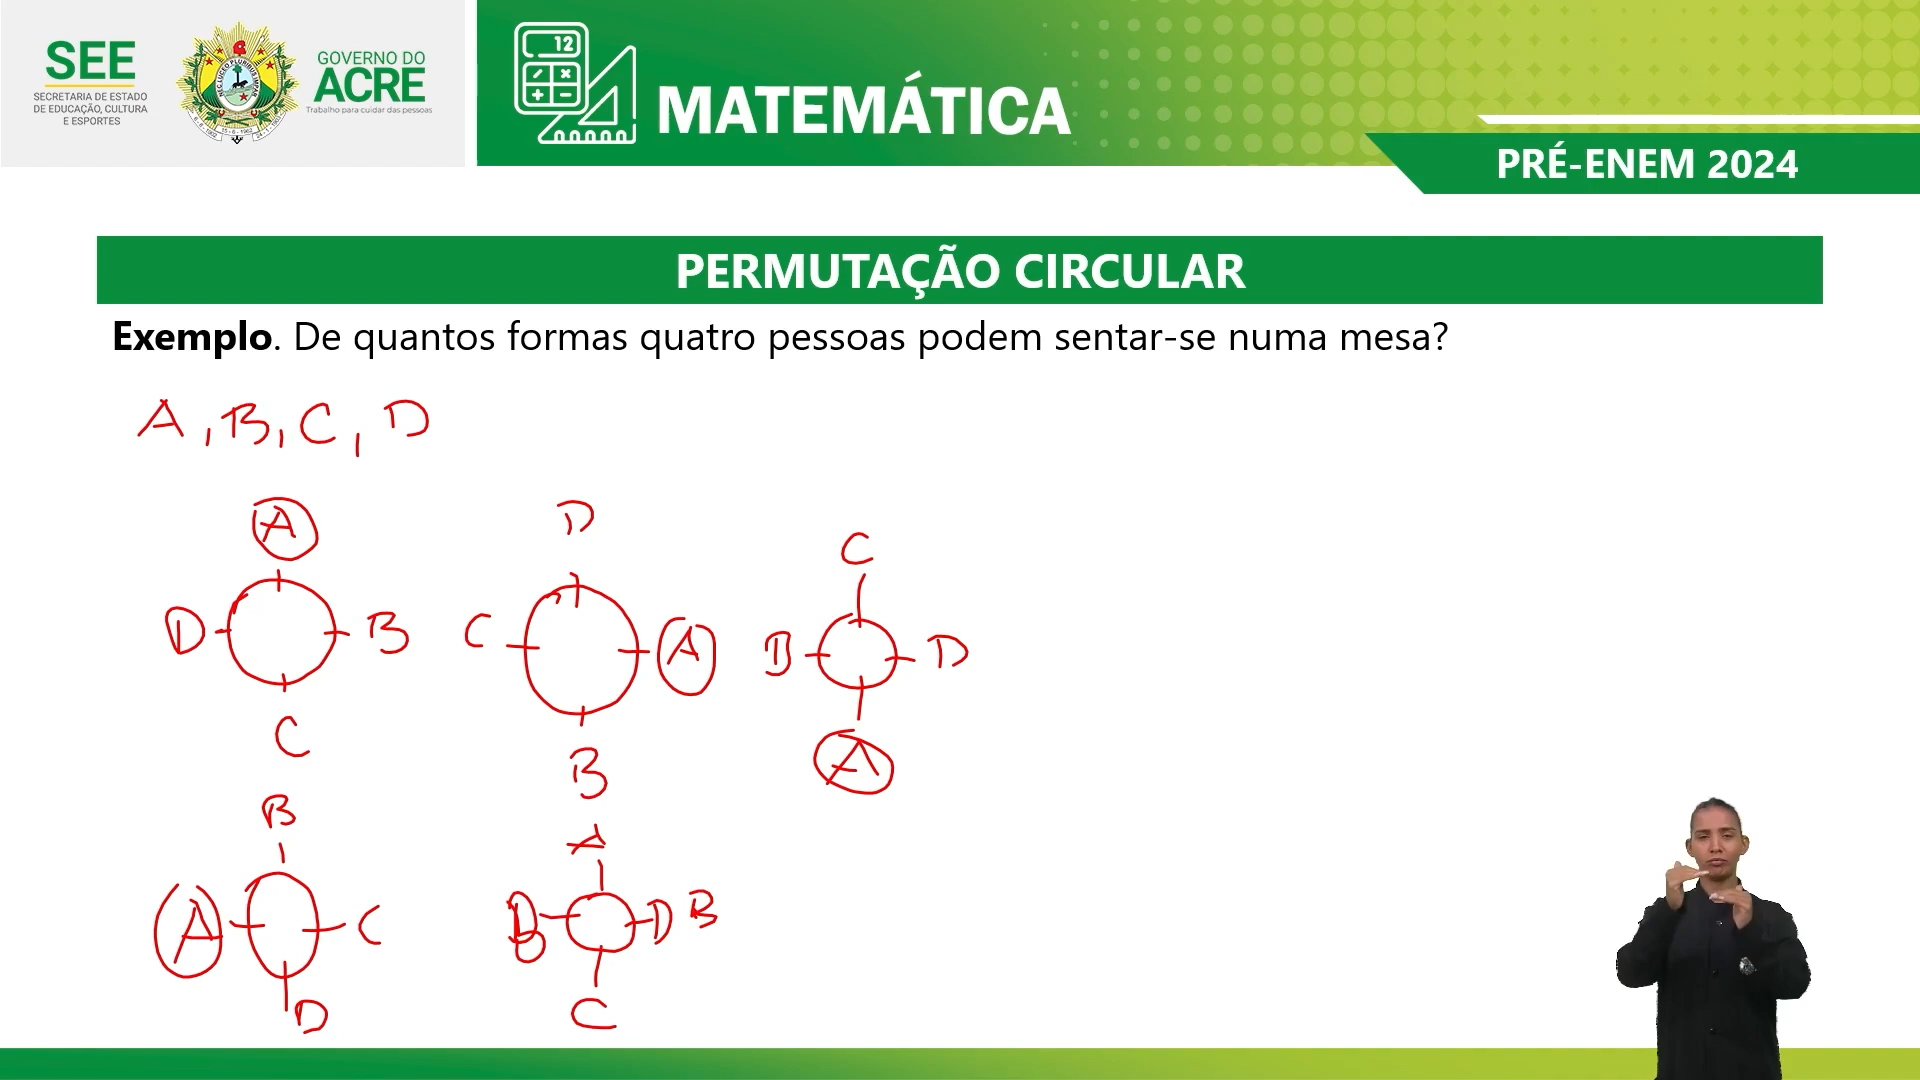 SEE
SECRETARIA DE ESTADO
DE EDUCAÇÃO, CULTURA
E ESPORTES
GOVERNO DO
ACRE
Trabalho para cuidar das pessoas
12
MATEMÁTICA
PRÉ-ENEM 2024
PERMUTAÇÃO CIRCULAR
Exemplo. De quantos formas quatro pessoas podem sentar-se numa mesa?
A, B, C, D
A
D B
C
D
C A
B
C
B D
A
B
A C
D
A
D B
C